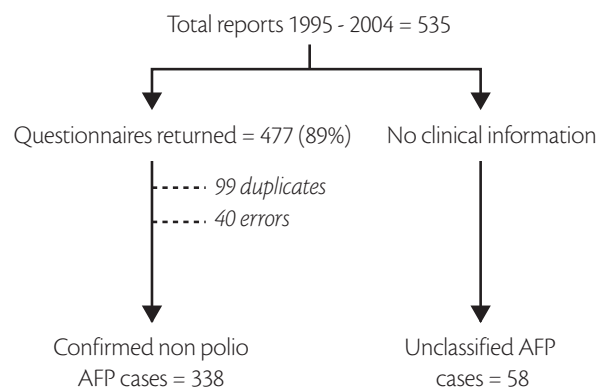 Total reports 1995 - 2004 = 535
Questionnaires returned = 477 (89%)
No clinical information
99 duplicates
40 errors
Confirmed non polio
AFP cases = 338
Unclassified AFP
cases = 58